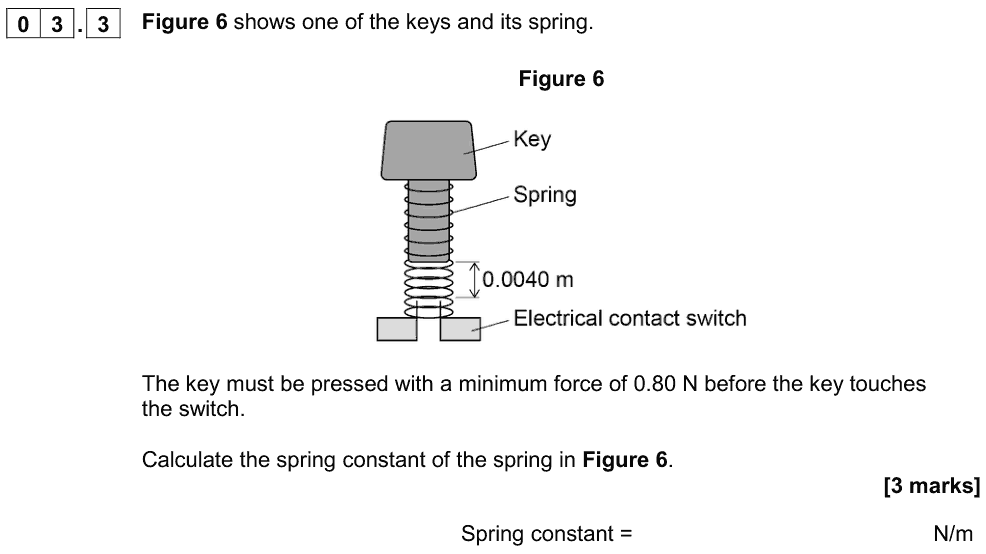 0 3 . 3 Figure 6 shows one of the keys and its spring.
Figure 6
Key
Spring
0.0040 m
Electrical contact switch
The key must be pressed with a minimum force of 0.80 N before the key touches
the switch.
Calculate the spring constant of the spring in Figure 6.
[3 marks]
Spring constant = N/m